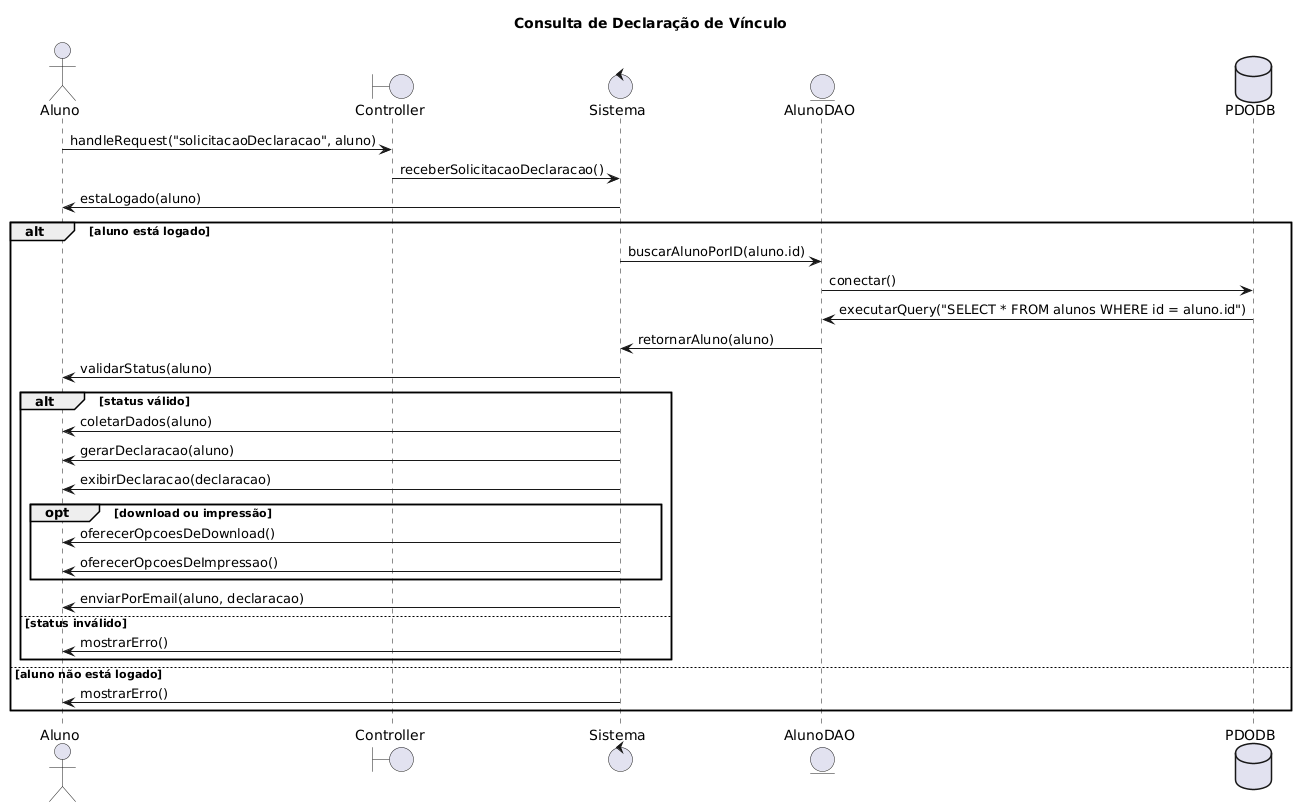 Consulta de Declaração de Vínculo
Aluno Controller Sistema AlunoDAO PDODB
handleRequest("solicitacaoDeclaracao", aluno)
receberSolicitacaoDeclaracao()
estaLogado(aluno)
alt [aluno está logado]
buscarAlunoPorID(aluno.id)
conectar()
executarQuery("SELECT * FROM alunos WHERE id = aluno.id")
retornarAluno(aluno)
validarStatus(aluno)
alt [status válido]
coletarDados(aluno)
gerarDeclaracao(aluno)
exibirDeclaracao(declaracao)
opt [download ou impressão]
oferecerOpcoesDeDownload()
oferecerOpcoesDeImpressao()
enviarPorEmail(aluno, declaracao)
[status inválido]
mostrarErro()
[aluno não está logado]
mostrarErro()
Aluno Controller Sistema AlunoDAO PDODB